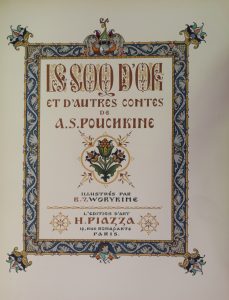 LE COQ D'OR
ET D'AUTRES CONTES
DE
A.S. POUCHKINE
ILLUSTRÉS PAR
B. ZWORYKINE
L'ÉDITION D'ART
H. PIAZZA
19, RUE BONAPARTE
PARIS